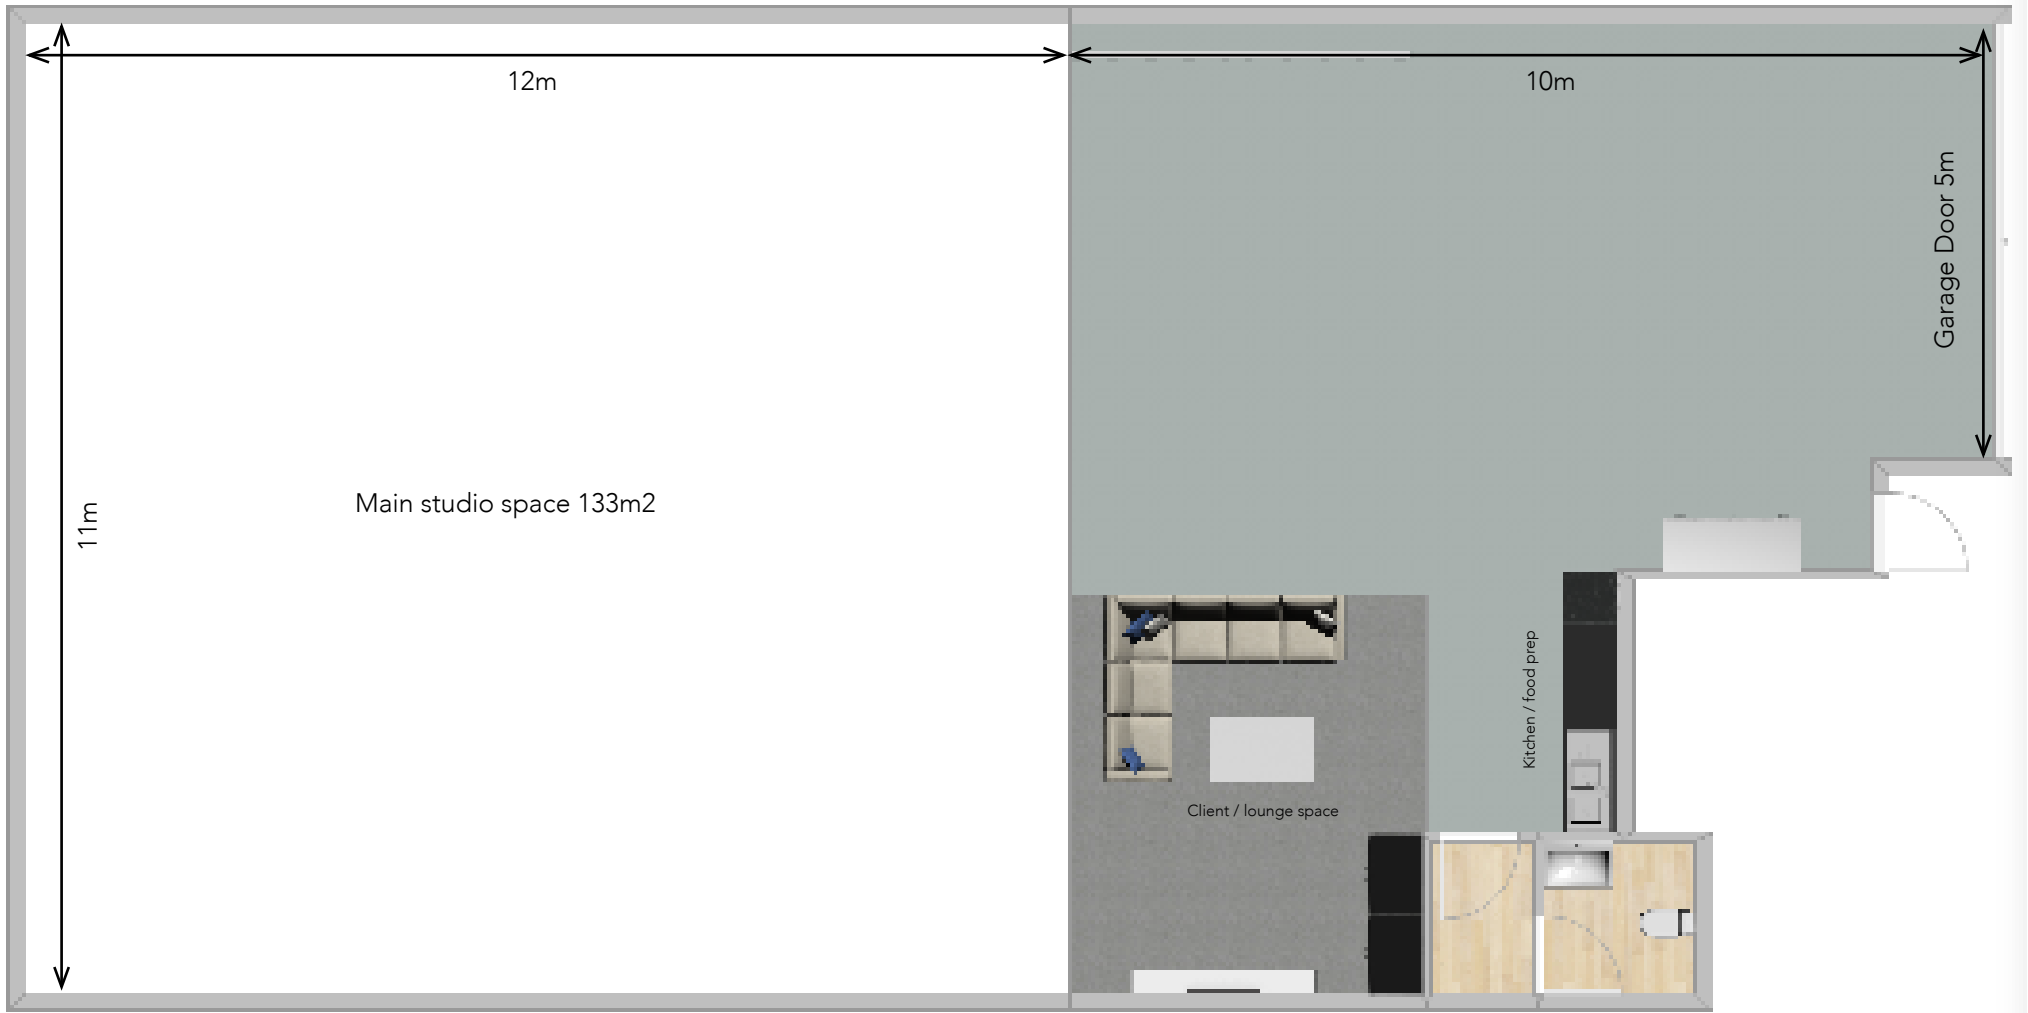 12m
10m
Garage Door 5m
Main studio space 133m2
11m
Kitchen / food prep
Client / lounge space